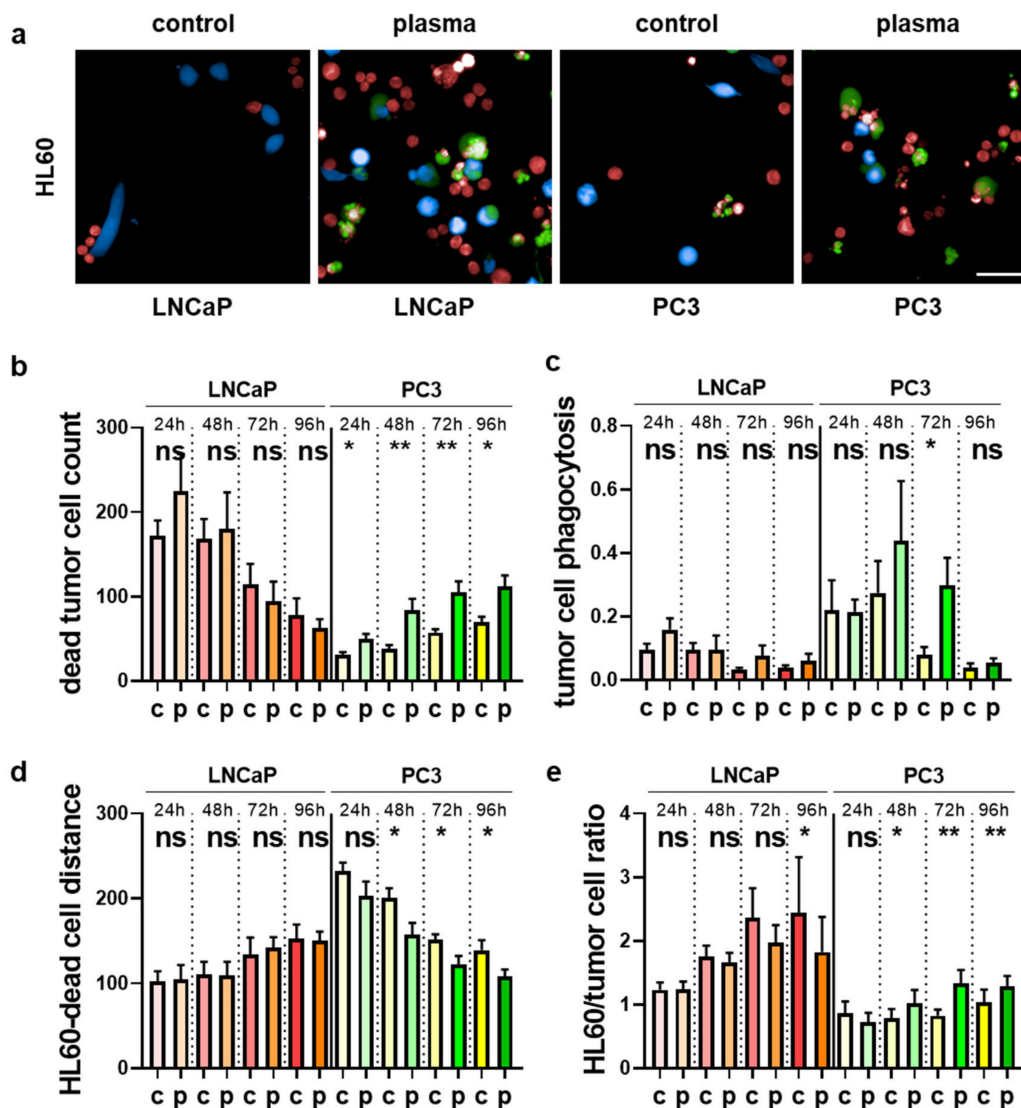 a
control plasma control plasma
HL60
LNCaP LNCaP PC3 PC3
b
LNCaP PC3
24h 48h 72h 96h 24h 48h 72h 96h
ns ns ns ns * ** ** *
dead tumor cell count
300
200
100
0
c p c p c p c p c p c p c p c p
c
LNCaP PC3
24h 48h 72h 96h 24h 48h 72h 96h
ns ns ns ns ns ns * ns
tumor cell phagocytosis
0.8
0.6
0.4
0.2
0.0
c p c p c p c p c p c p c p c p
d
LNCaP PC3
24h 48h 72h 96h 24h 48h 72h 96h
ns ns ns ns ns * * *
HL60-dead cell distance
300
200
100
0
c p c p c p c p c p c p c p c p
e
LNCaP PC3
24h 48h 72h 96h 24h 48h 72h 96h
ns ns ns * ns * ** **
HL60/tumor cell ratio
4
3
2
1
0
c p c p c p c p c p c p c p c p